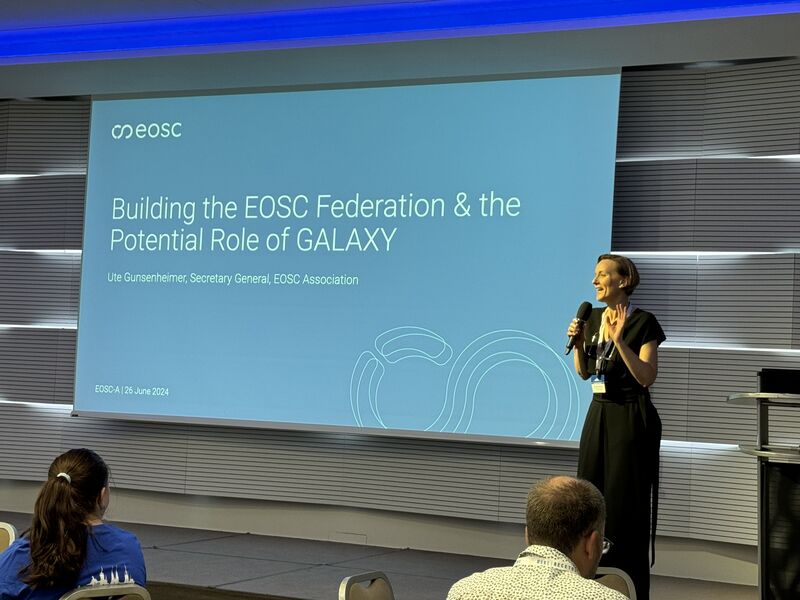 eosc
Building the EOSC Federation & the
Potential Role of GALAXY
Ute Gunsenheimer, Secretary General, EOSC Association
EOSC-A | 26 June 2024